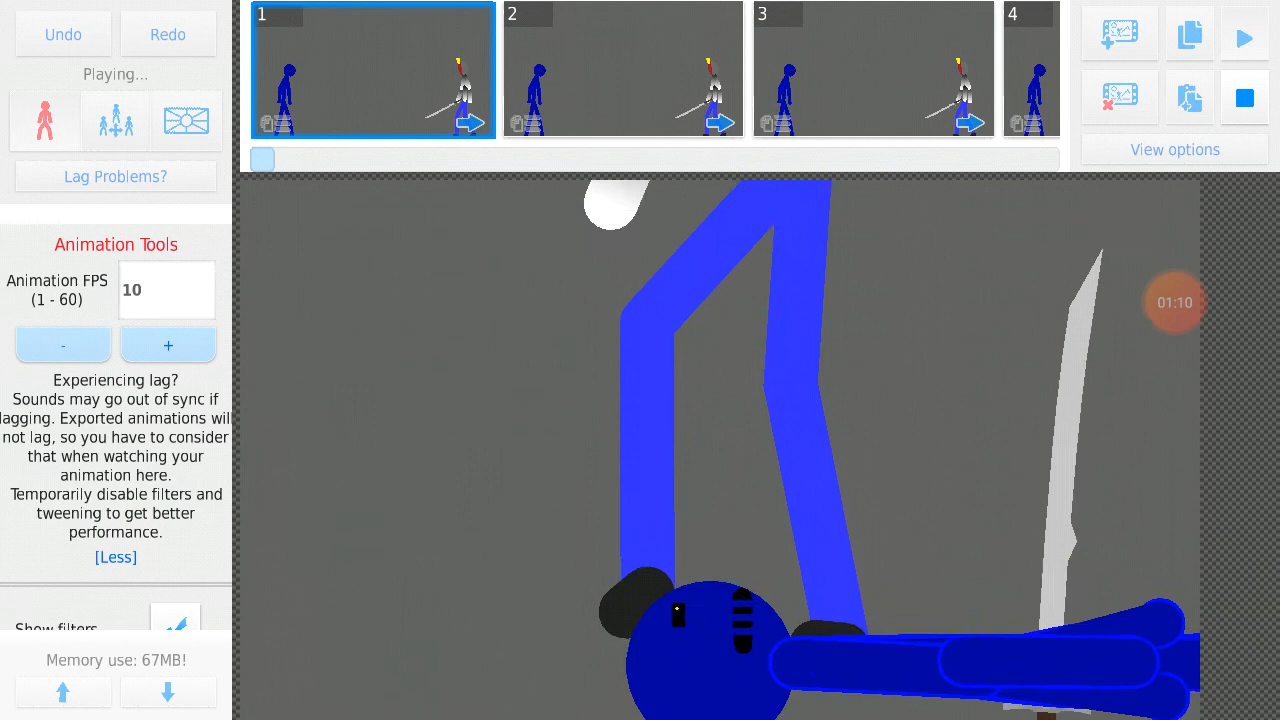 Undo
Redo
Playing...
Lag Problems?
Animation Tools
Animation FPS
(1 - 60)
10
-
+
Experiencing lag?
Sounds may go out of sync if
lagging. Exported animations will
not lag, so you have to consider
that when watching your
animation here.
Temporarily disable filters and
tweening to get better
performance.
[Less]
Show filters
Memory use: 67MB!
1
2
3
4
View options
01:10